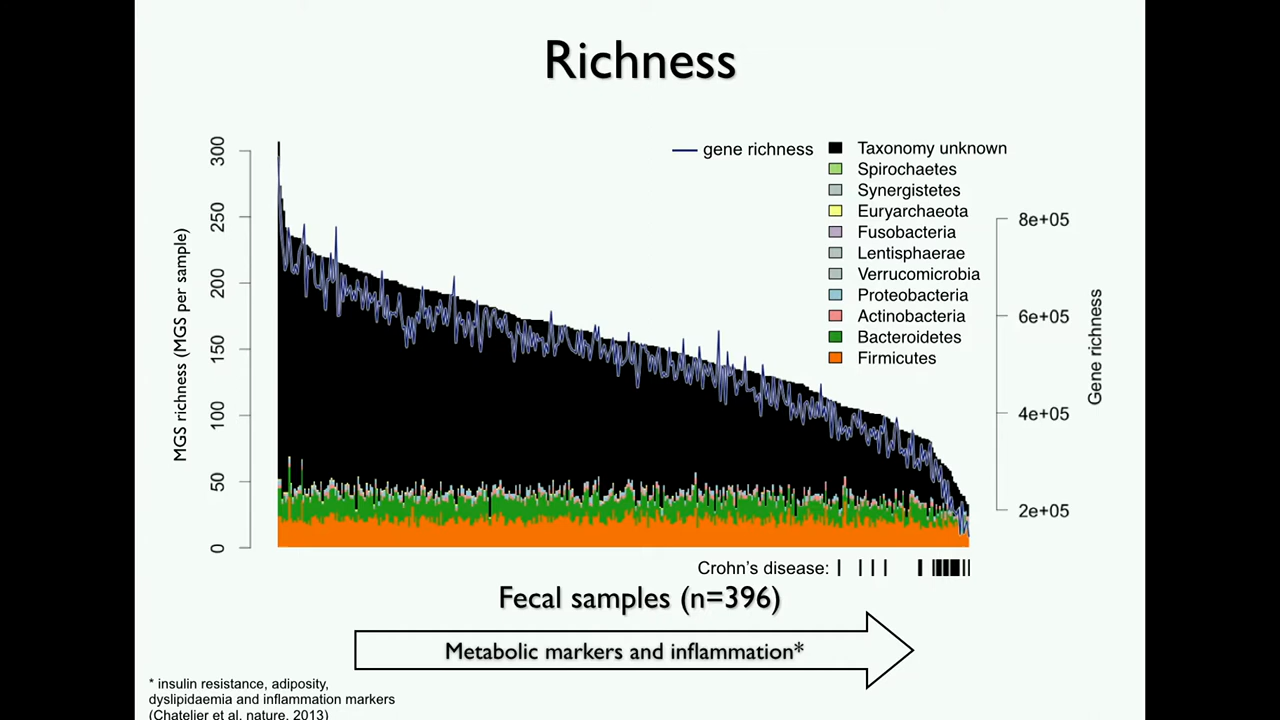 Richness
gene richness
Taxonomy unknown
Spirochaetes
Synergistetes
Euryarchaeota
Fusobacteria
Lentisphaerae
Verrucomicrobia
Proteobacteria
Actinobacteria
Bacteroidetes
Firmicutes
MGS richness (MGS per sample)
300
250
200
150
100
50
0
8e+05
6e+05
4e+05
2e+05
Gene richness
Crohn's disease:
Fecal samples (n=396)
Metabolic markers and inflammation*
* insulin resistance, adiposity,
dyslipidaemia and inflammation markers
(Chatelier et al, nature, 2013)